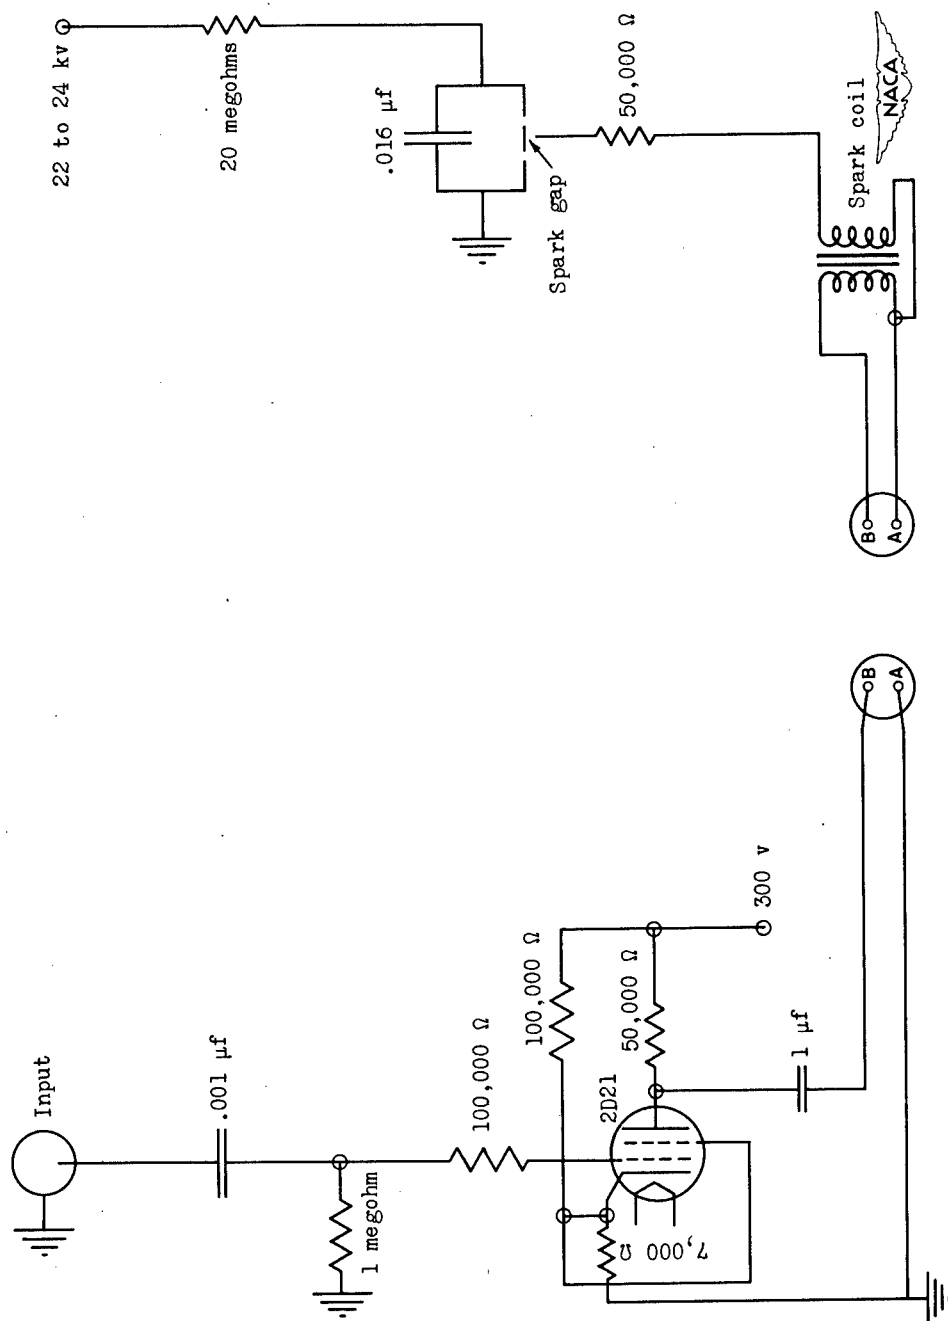 22 to 24 kv
20 megohms
.016 μf
Spark gap
50,000 Ω
Spark coil
NACA
B
A
B
A
Input
.001 μf
1 megohm
100,000 Ω
100,000 Ω
50,000 Ω
300 v
2D21
7,000 Ω
1 μf